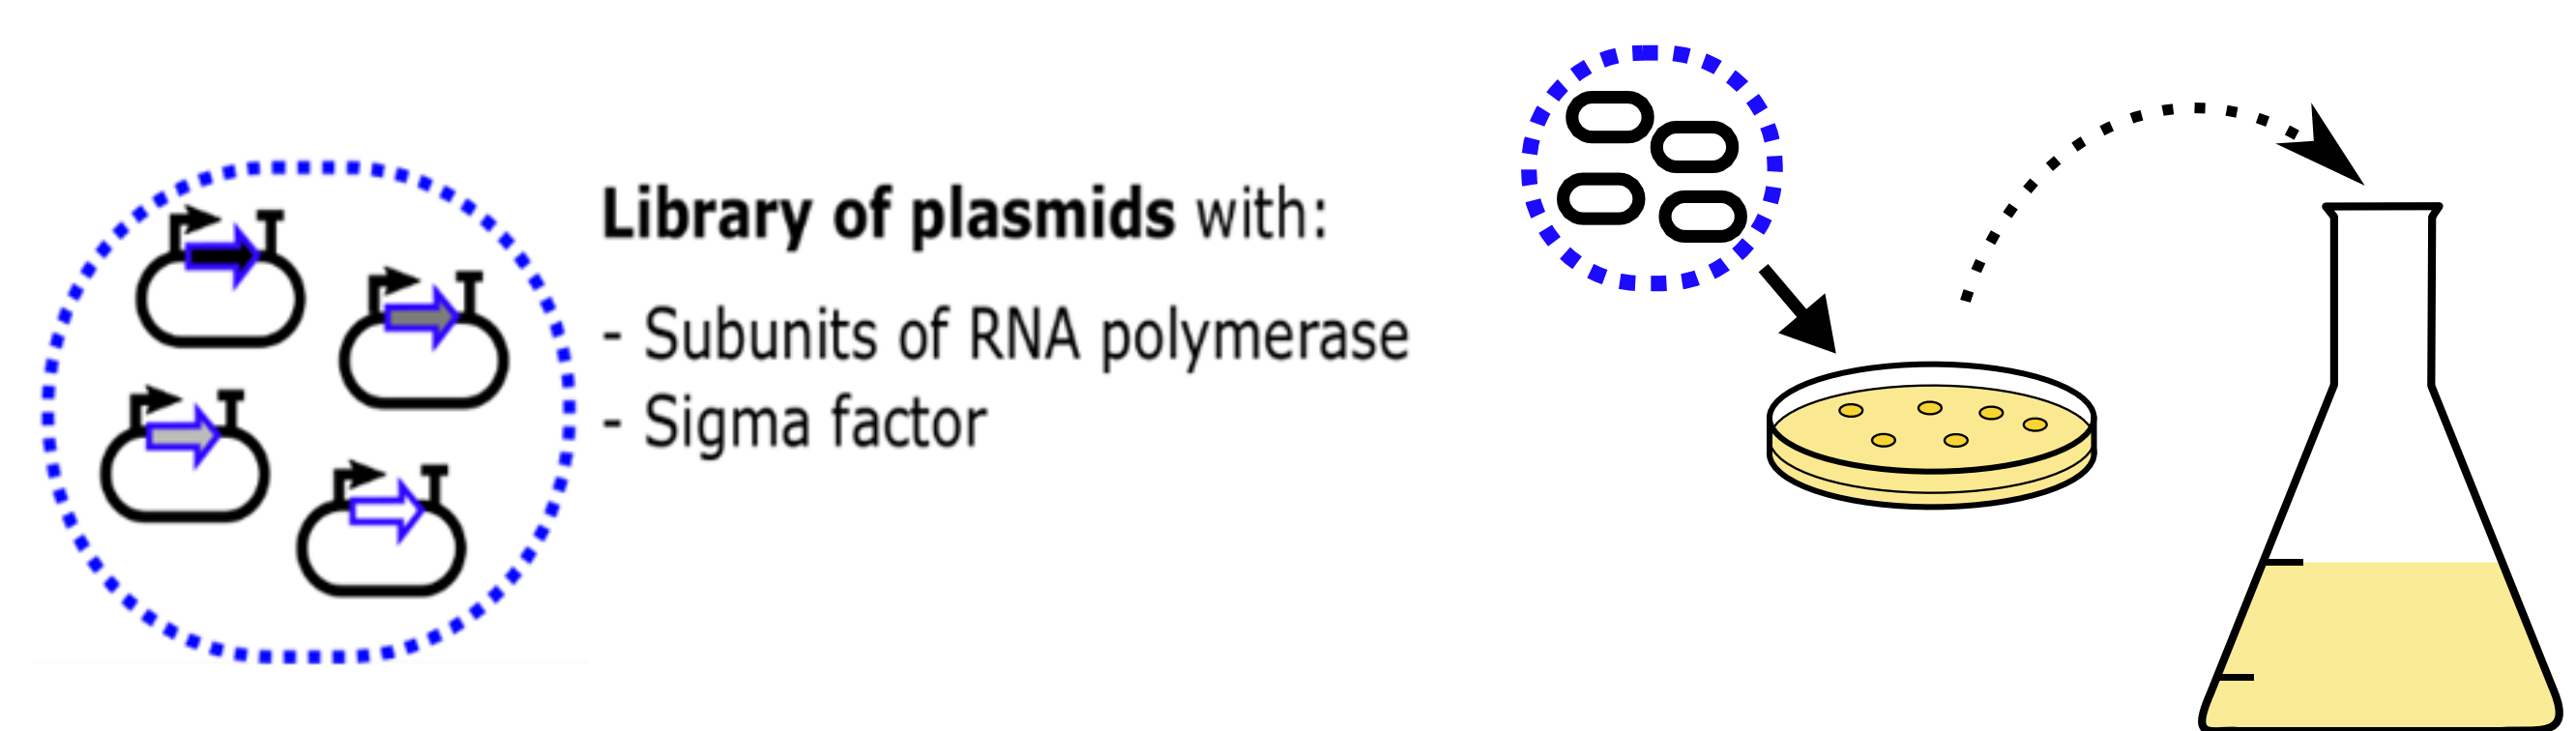 Library of plasmids with:
- Subunits of RNA polymerase
- Sigma factor